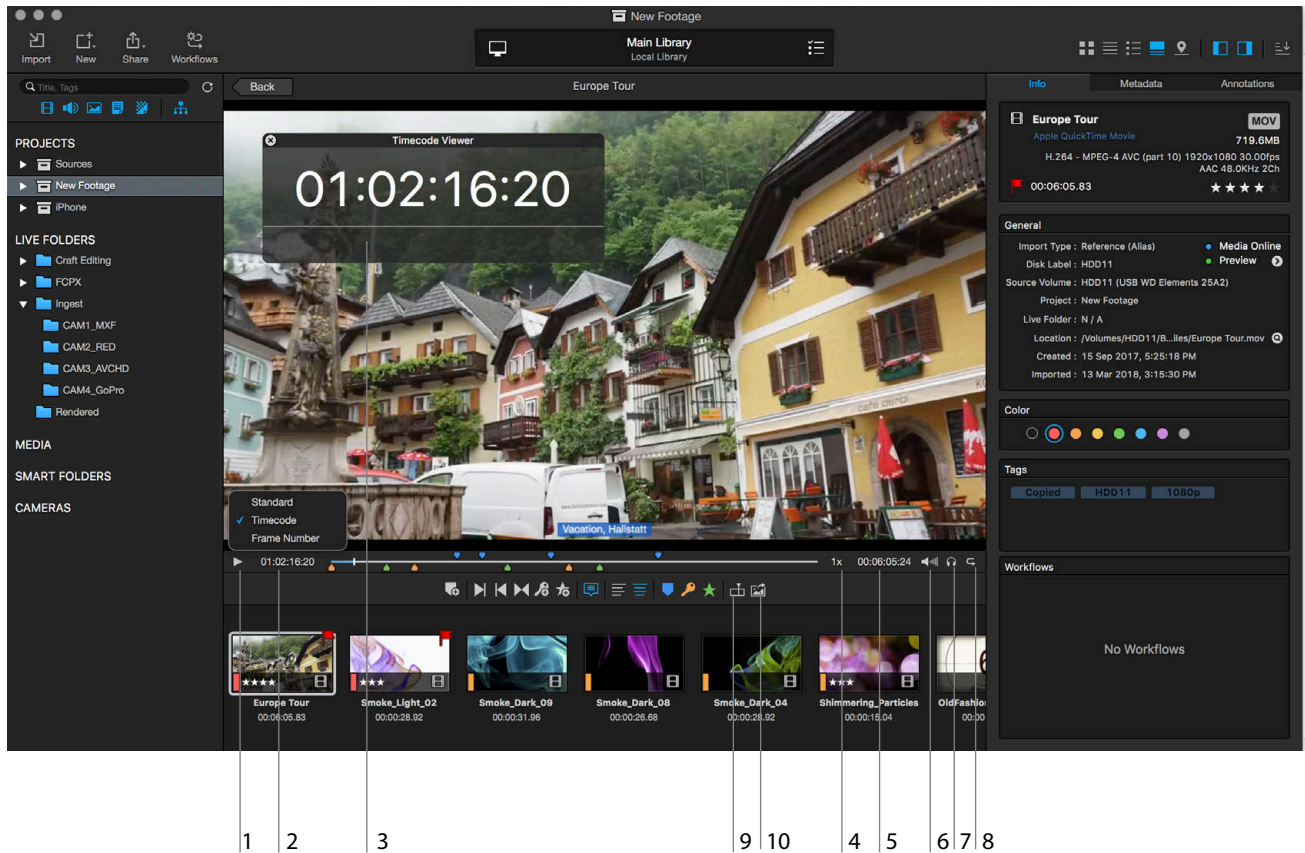 New Footage
Import
New
Share
Workflows
Main Library
Local Library
Title, Tags
PROJECTS
Sources
New Footage
iPhone
LIVE FOLDERS
Craft Editing
FCPX
Ingest
CAM1_MXF
CAM2_RED
CAM3_AVCHD
CAM4_GoPro
Rendered
MEDIA
SMART FOLDERS
CAMERAS
Back
Europe Tour
Timecode Viewer
01:02:16:20
Standard
✓ Timecode
Frame Number
Vacation, Hallstatt
01:02:16:20
1x
00:06:05:24
Europe Tour
00:06:05.83
Smoke_Light_02
00:00:28.92
Smoke_Dark_09
00:00:31.96
Smoke_Dark_08
00:00:26.68
Smoke_Dark_04
00:00:28.92
Shimmering_Particles
00:00:15.04
OldFashio
00:00
Info
Metadata
Annotations
Europe Tour
MOV
Apple QuickTime Movie
719.6MB
H.264 - MPEG-4 AVC (part 10) 1920x1080 30.00fps
AAC 48.0KHz 2Ch
00:06:05.83
General
Import Type : Reference (Alias)
Media Online
Disk Label : HDD11
Preview
Source Volume : HDD11 (USB WD Elements 25A2)
Project : New Footage
Live Folder : N / A
Location : /Volumes/HDD11/B...iles/Europe Tour.mov
Created : 15 Sep 2017, 5:25:18 PM
Imported : 13 Mar 2018, 3:15:30 PM
Color
Tags
Copied
HDD11
1080p
Workflows
No Workflows
1
2
3
9
10
4
5
6
7
8